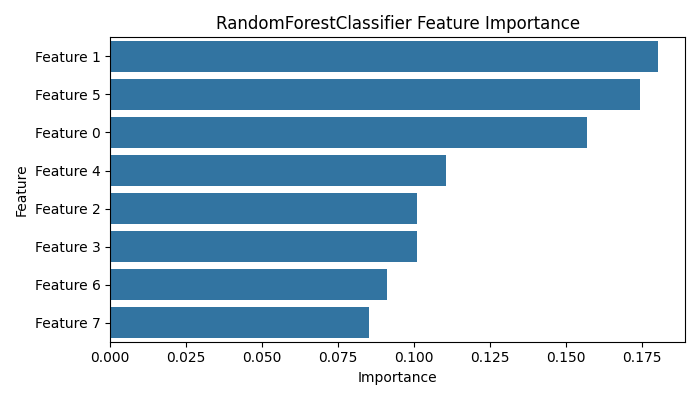 RandomForestClassifier Feature Importance
Feature 1
Feature 5
Feature 0
Feature 4
Feature 2
Feature 3
Feature 6
Feature 7
Feature
0.000 0.025 0.050 0.075 0.100 0.125 0.150 0.175
Importance